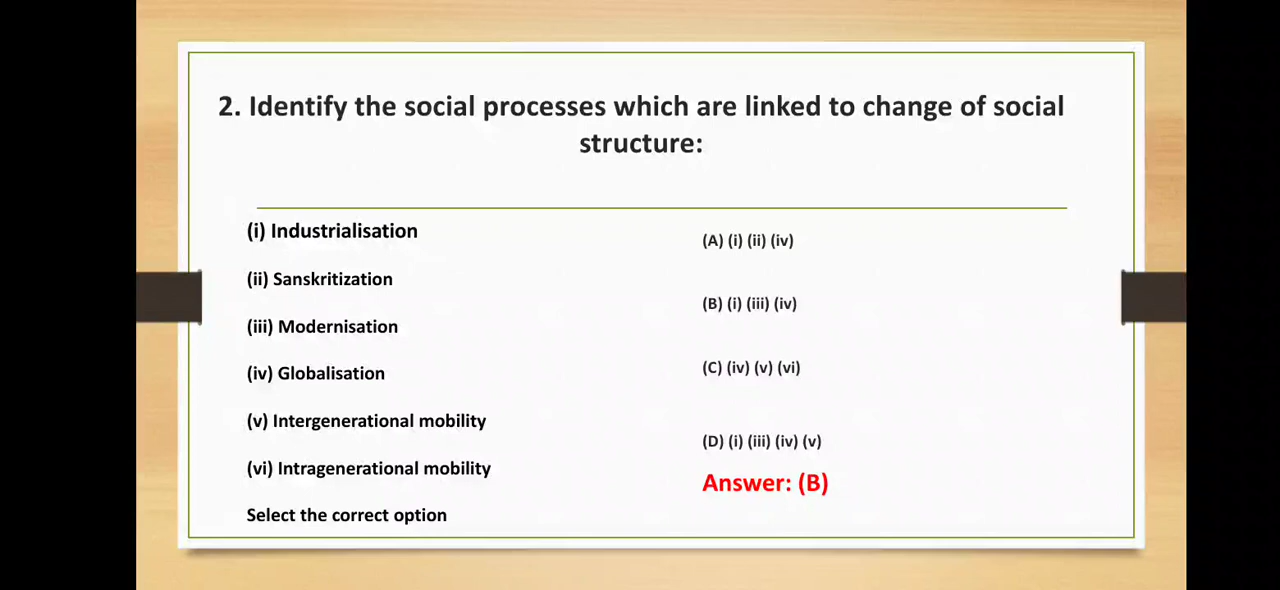 2. Identify the social processes which are linked to change of social
structure:
(i) Industrialisation
(ii) Sanskritization
(iii) Modernisation
(iv) Globalisation
(v) Intergenerational mobility
(vi) Intragenerational mobility
Select the correct option
(A) (i) (ii) (iv)
(B) (i) (iii) (iv)
(C) (iv) (v) (vi)
(D) (i) (iii) (iv) (v)
Answer: (B)